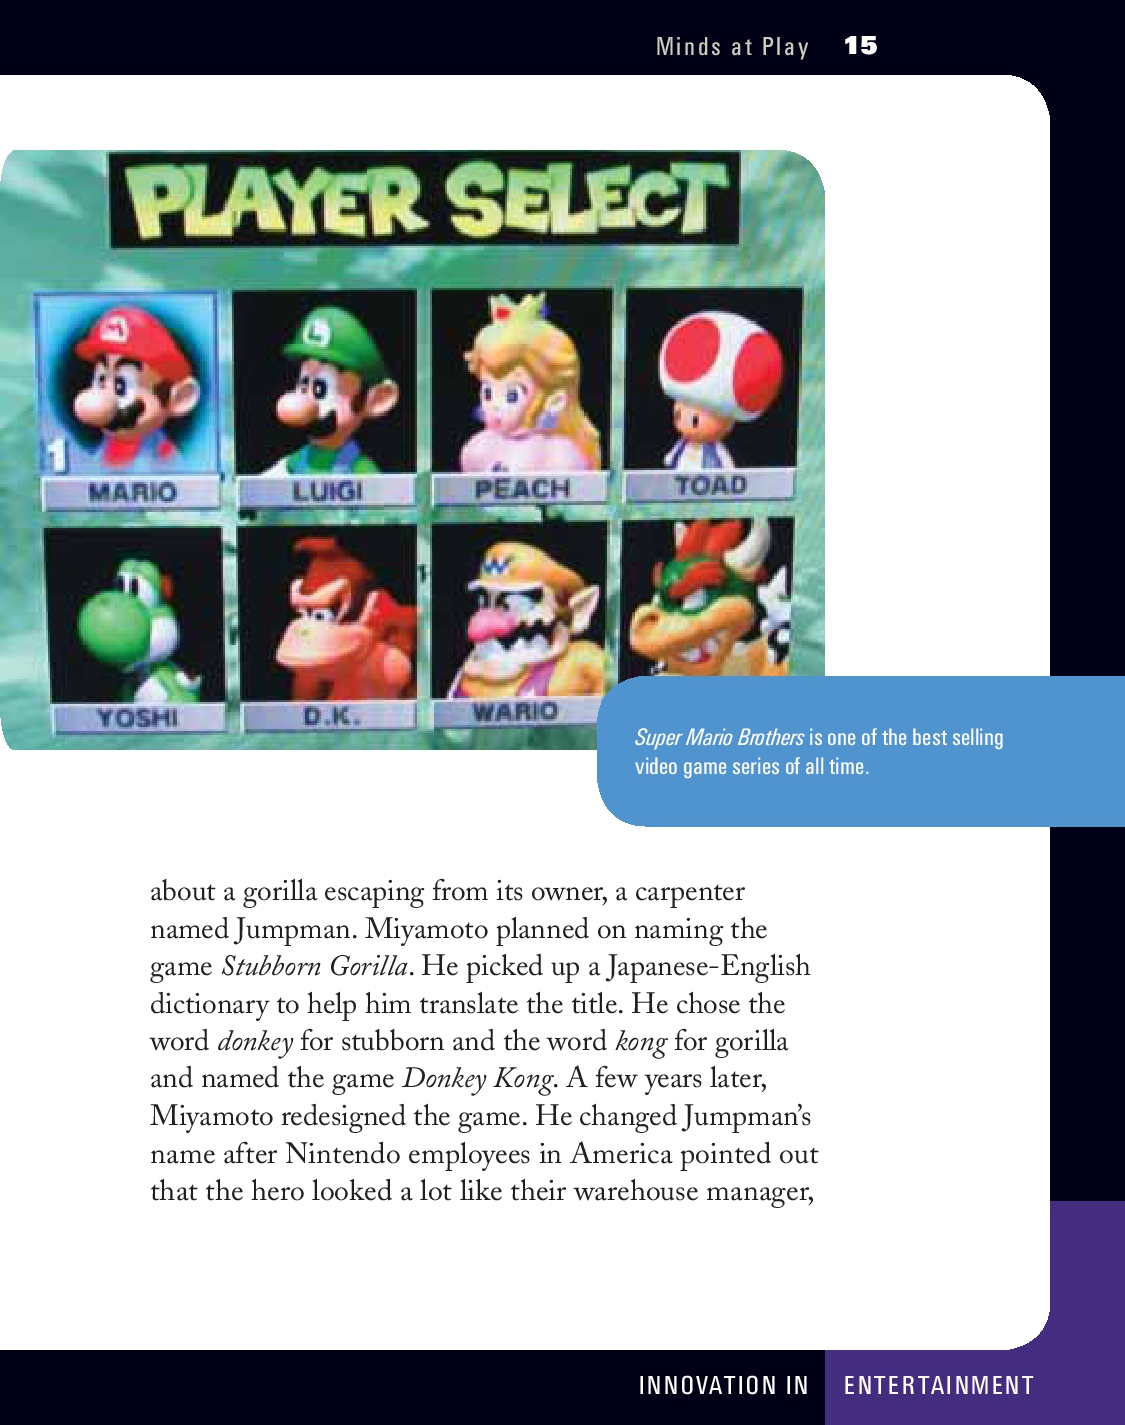 Minds at Play 15
PLAYER SELECT
1
MARIO LUIGI PEACH TOAD
YOSHI D.K. WARIO
Super Mario Brothers is one of the best selling
video game series of all time.
about a gorilla escaping from its owner, a carpenter
named Jumpman. Miyamoto planned on naming the
game Stubborn Gorilla. He picked up a Japanese-English
dictionary to help him translate the title. He chose the
word donkey for stubborn and the word kong for gorilla
and named the game Donkey Kong. A few years later,
Miyamoto redesigned the game. He changed Jumpman’s
name after Nintendo employees in America pointed out
that the hero looked a lot like their warehouse manager,
INNOVATION IN ENTERTAINMENT